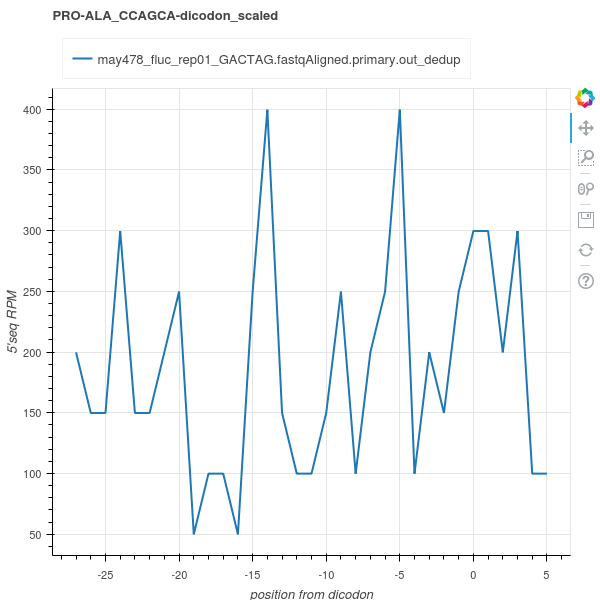 PRO-ALA_CCAGCA-dicodon_scaled
may478_fluc_rep01_GACTAG.fastqAligned.primary.out_dedup
400
350
300
250
200
150
100
50
5'seq RPM
-25 -20 -15 -10 -5 0 5
position from dicodon